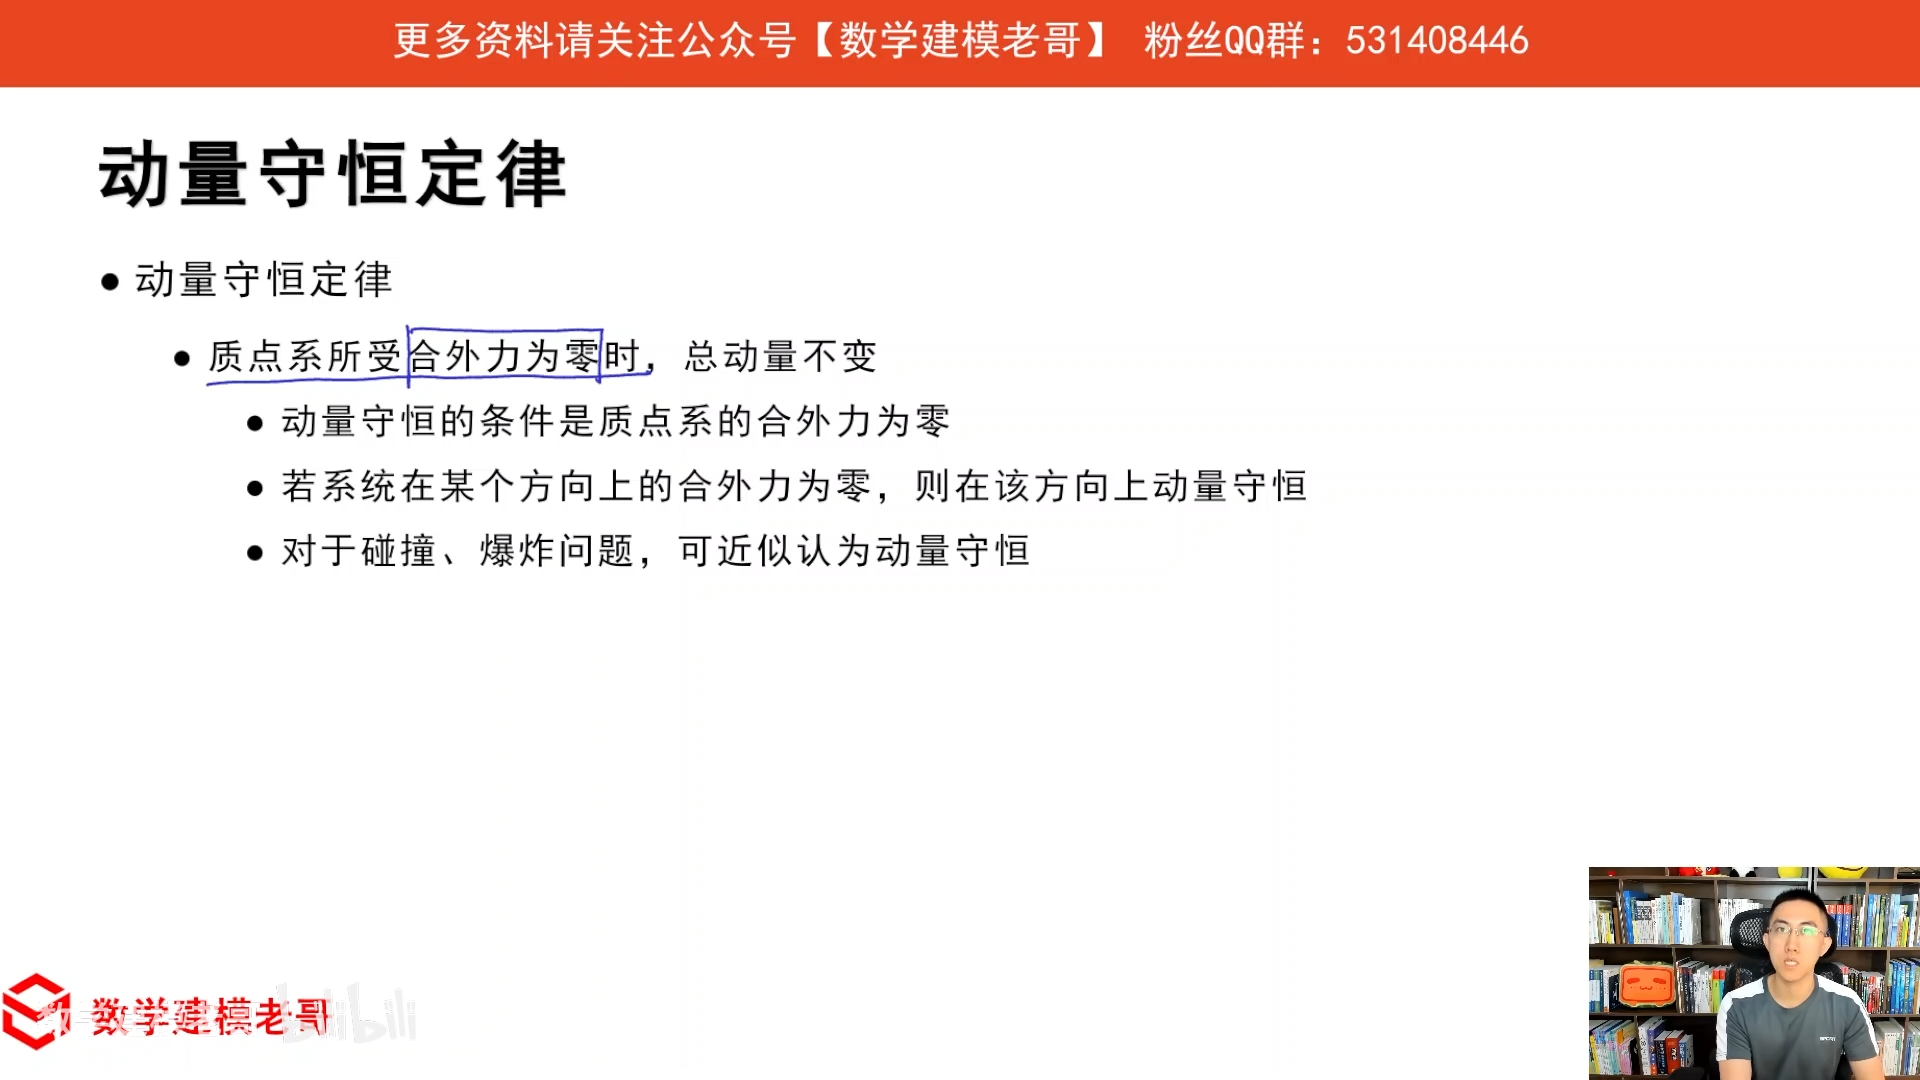 更多资料请关注公众号【数学建模老哥】 粉丝QQ群：531408446
动量守恒定律
动量守恒定律
质点系所受合外力为零时，总动量不变
动量守恒的条件是质点系的合外力为零
若系统在某个方向上的合外力为零，则在该方向上动量守恒
对于碰撞、爆炸问题，可近似认为动量守恒
数学建模老哥
数学建模老哥 bilibili